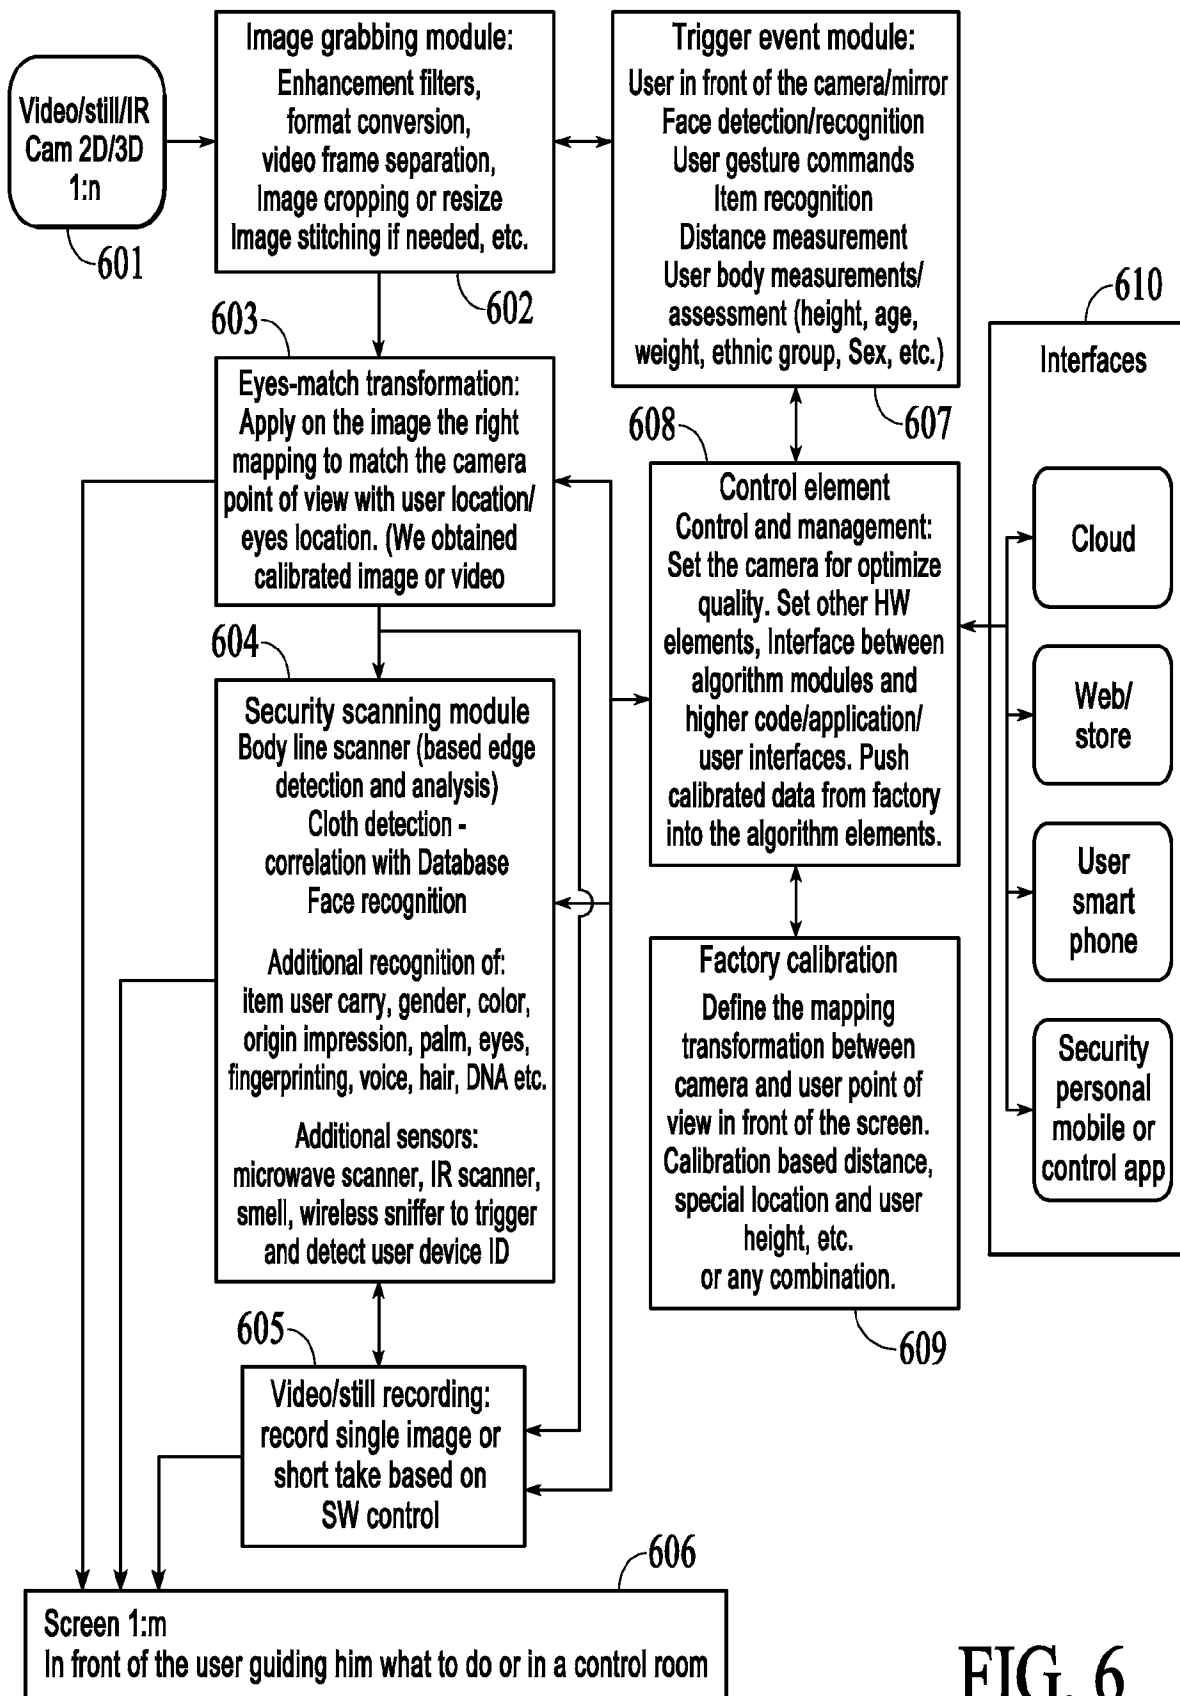 Video/still/IR
Cam 2D/3D
1:n
601
Image grabbing module:
Enhancement filters,
format conversion,
video frame separation,
Image cropping or resize
Image stitching if needed, etc.
602
Trigger event module:
User in front of the camera/mirror
Face detection/recognition
User gesture commands
Item recognition
Distance measurement
User body measurements/
assessment (height, age,
weight, ethnic group, Sex, etc.)
607
603
Eyes-match transformation:
Apply on the image the right
mapping to match the camera
point of view with user location/
eyes location. (We obtained
calibrated image or video
608
Control element
Control and management:
Set the camera for optimize
quality. Set other HW
elements, Interface between
algorithm modules and
higher code/application/
user interfaces. Push
calibrated data from factory
into the algorithm elements.
610
Interfaces
Cloud
Web/
store
User
smart
phone
Security
personal
mobile or
control app
604
Security scanning module
Body line scanner (based edge
detection and analysis)
Cloth detection -
correlation with Database
Face recognition
Additional recognition of:
item user carry, gender, color,
origin impression, palm, eyes,
fingerprinting, voice, hair, DNA etc.
Additional sensors:
microwave scanner, IR scanner,
smell, wireless sniffer to trigger
and detect user device ID
Factory calibration
Define the mapping
transformation between
camera and user point of
view in front of the screen.
Calibration based distance,
special location and user
height, etc.
or any combination.
609
605
Video/still recording:
record single image or
short take based on
SW control
606
Screen 1:m
In front of the user guiding him what to do or in a control room
FIG. 6